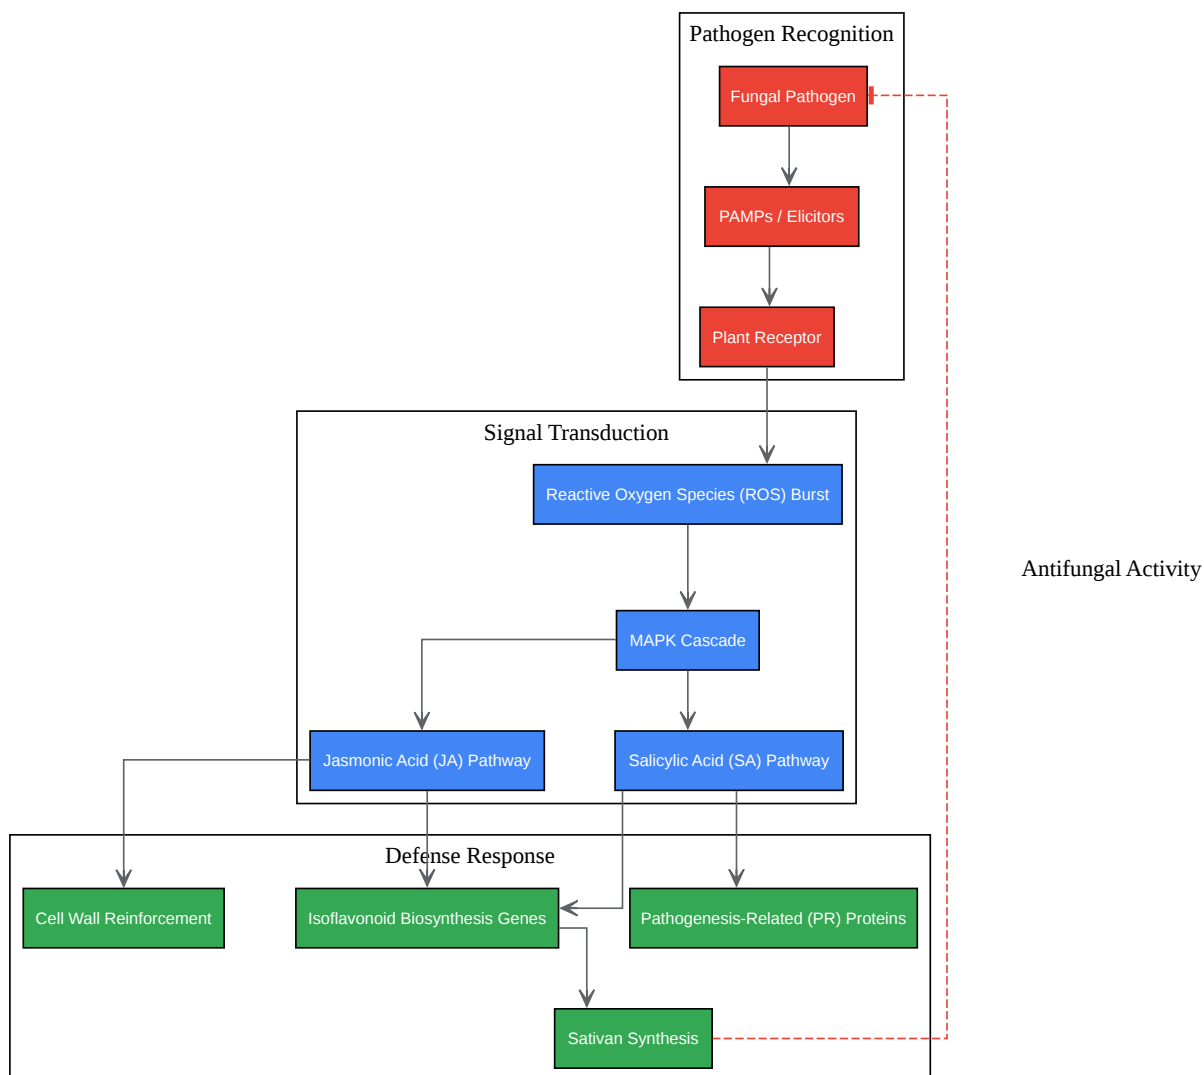 Pathogen Recognition
Fungal Pathogen
PAMPs / Elicitors
Plant Receptor
Signal Transduction
Reactive Oxygen Species (ROS) Burst
Antifungal Activity
MAPK Cascade
Jasmonic Acid (JA) Pathway
Salicylic Acid (SA) Pathway
Defense Response
Cell Wall Reinforcement
Isoflavonoid Biosynthesis Genes
Pathogenesis-Related (PR) Proteins
Sativan Synthesis